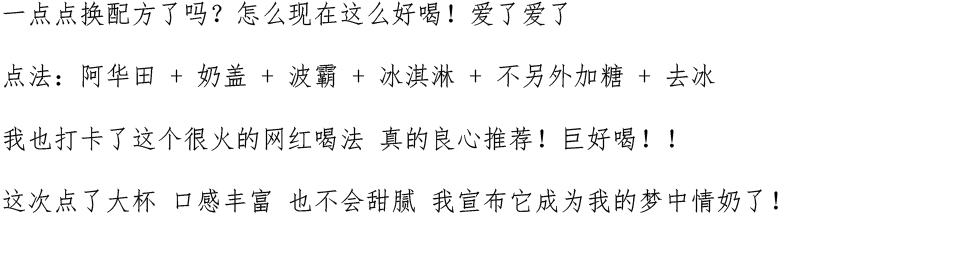 一点点换配方了吗？怎么现在这么好喝！爱了爱了
点法：阿华田 + 奶盖 + 波霸 + 冰淇淋 + 不另外加糖 + 去冰
我也打卡了这个很火的网红喝法 真的良心推荐！巨好喝！！
这次点了大杯 口感丰富 也不会甜腻 我宣布它成为我的梦中情奶了！